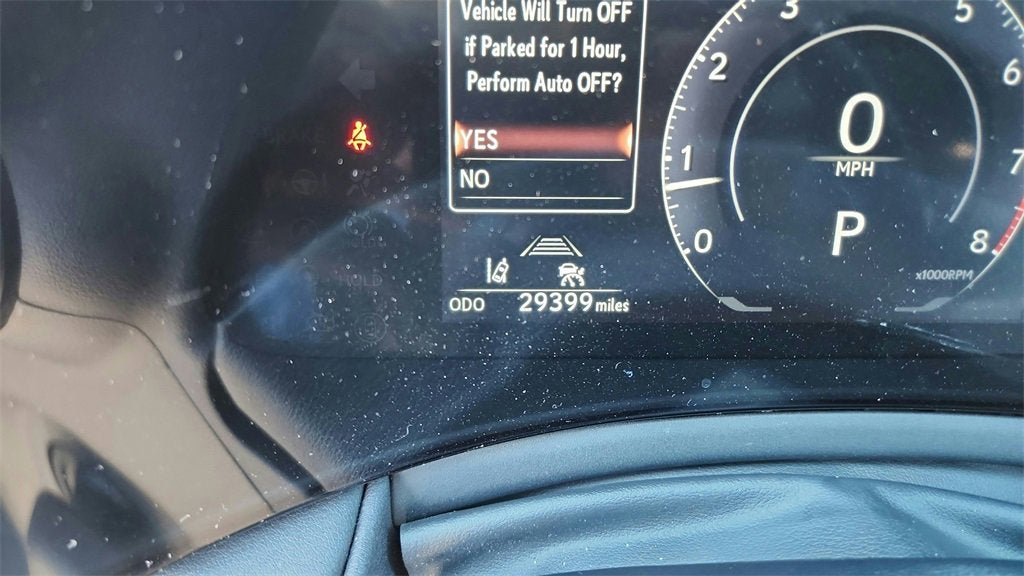 Vehicle Will Turn OFF
if Parked for 1 Hour,
Perform Auto OFF?
YES
NO
ODO 29399 miles
0
1
2
3
5
6
7
8
0
MPH
P
x1000RPM
HOLD